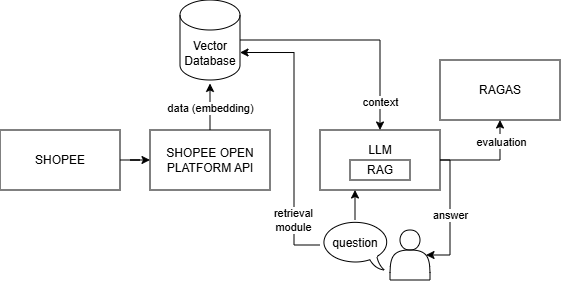 Vector
Database
RAGAS
data (embedding)
context
evaluation
SHOPEE
SHOPEE OPEN
PLATFORM API
LLM
RAG
retrieval
module
answer
question